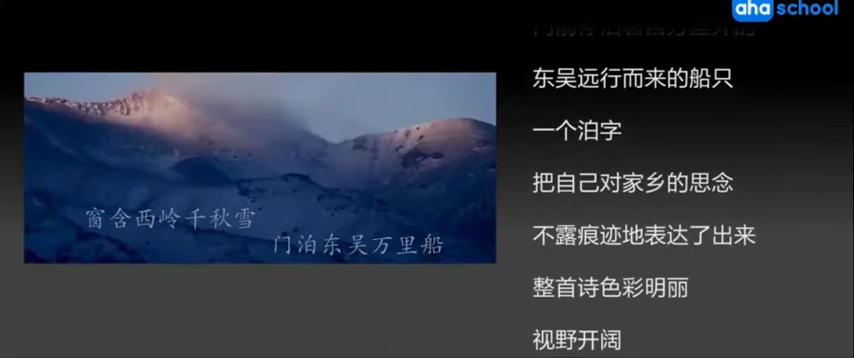 aha school
窗含西岭千秋雪
门泊东吴万里船
东吴远行而来的船只
一个泊字
把自己对家乡的思念
不露痕迹地表达了出来
整首诗色彩明丽
视野开阔